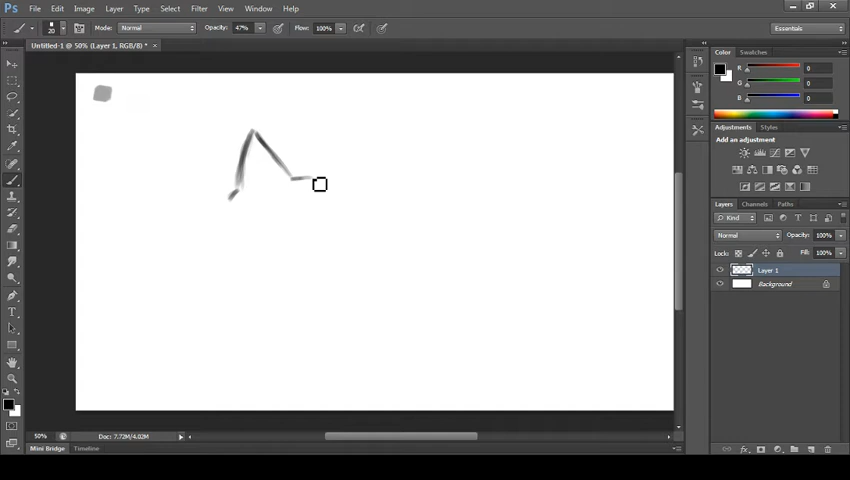 Ps File Edit Image Layer Type Select Filter View Window Help
20 Mode: Normal Opacity: 47% Flow: 100% Essentials
Untitled-1 @ 50% (Layer 1, RGB/8) * ×
Color Swatches
R 0
G 0
B 0
Adjustments Styles
Add an adjustment
Layers Channels Paths
Kind
Normal Opacity: 100%
Lock: Fill: 100%
Layer 1
Background
50% Doc: 7.72M/4.02M
Mini Bridge Timeline